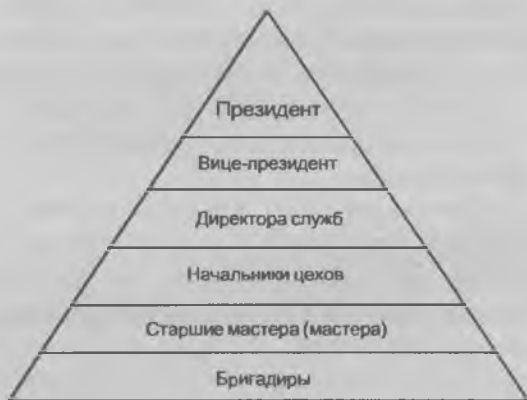 Президент
Вице-президент
Директора служб
Начальники цехов
Старшие мастера (мастера)
Бригадиры